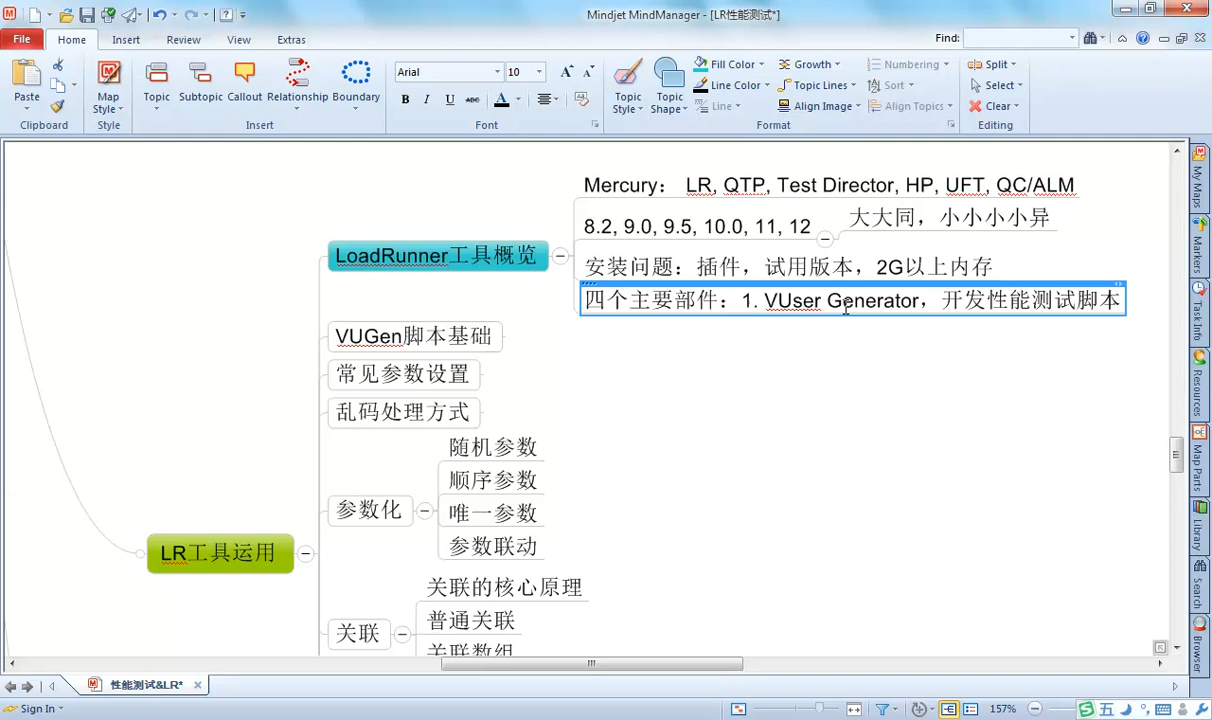 Mindjet MindManager - [LR性能测试*]
File Home Insert Review View Extras Find:
Paste Map Style Topic Subtopic Callout Relationship Boundary Arial 10 Topic Style Topic Shape Fill Color Growth Numbering Split
Line Color Topic Lines Sort Select
B I U abc A Line Align Image Align Topics Clear
Clipboard Style Insert Font Format Editing
Mercury： LR, QTP, Test Director, HP, UFT, QC/ALM
8.2, 9.0, 9.5, 10.0, 11, 12
大大同，小小小小异
LoadRunner工具概览
安装问题：插件，试用版本，2G以上内存
四个主要部件：1. VUser Generator，开发性能测试脚本
VUGen脚本基础
常见参数设置
乱码处理方式
随机参数
顺序参数
参数化
唯一参数
参数联动
LR工具运用
关联的核心原理
普通关联
关联
关联数组
My Maps
Markers
Task Info
Resources
Map Parts
Library
Search
Browser
性能测试&LR*
Sign In 157% 五